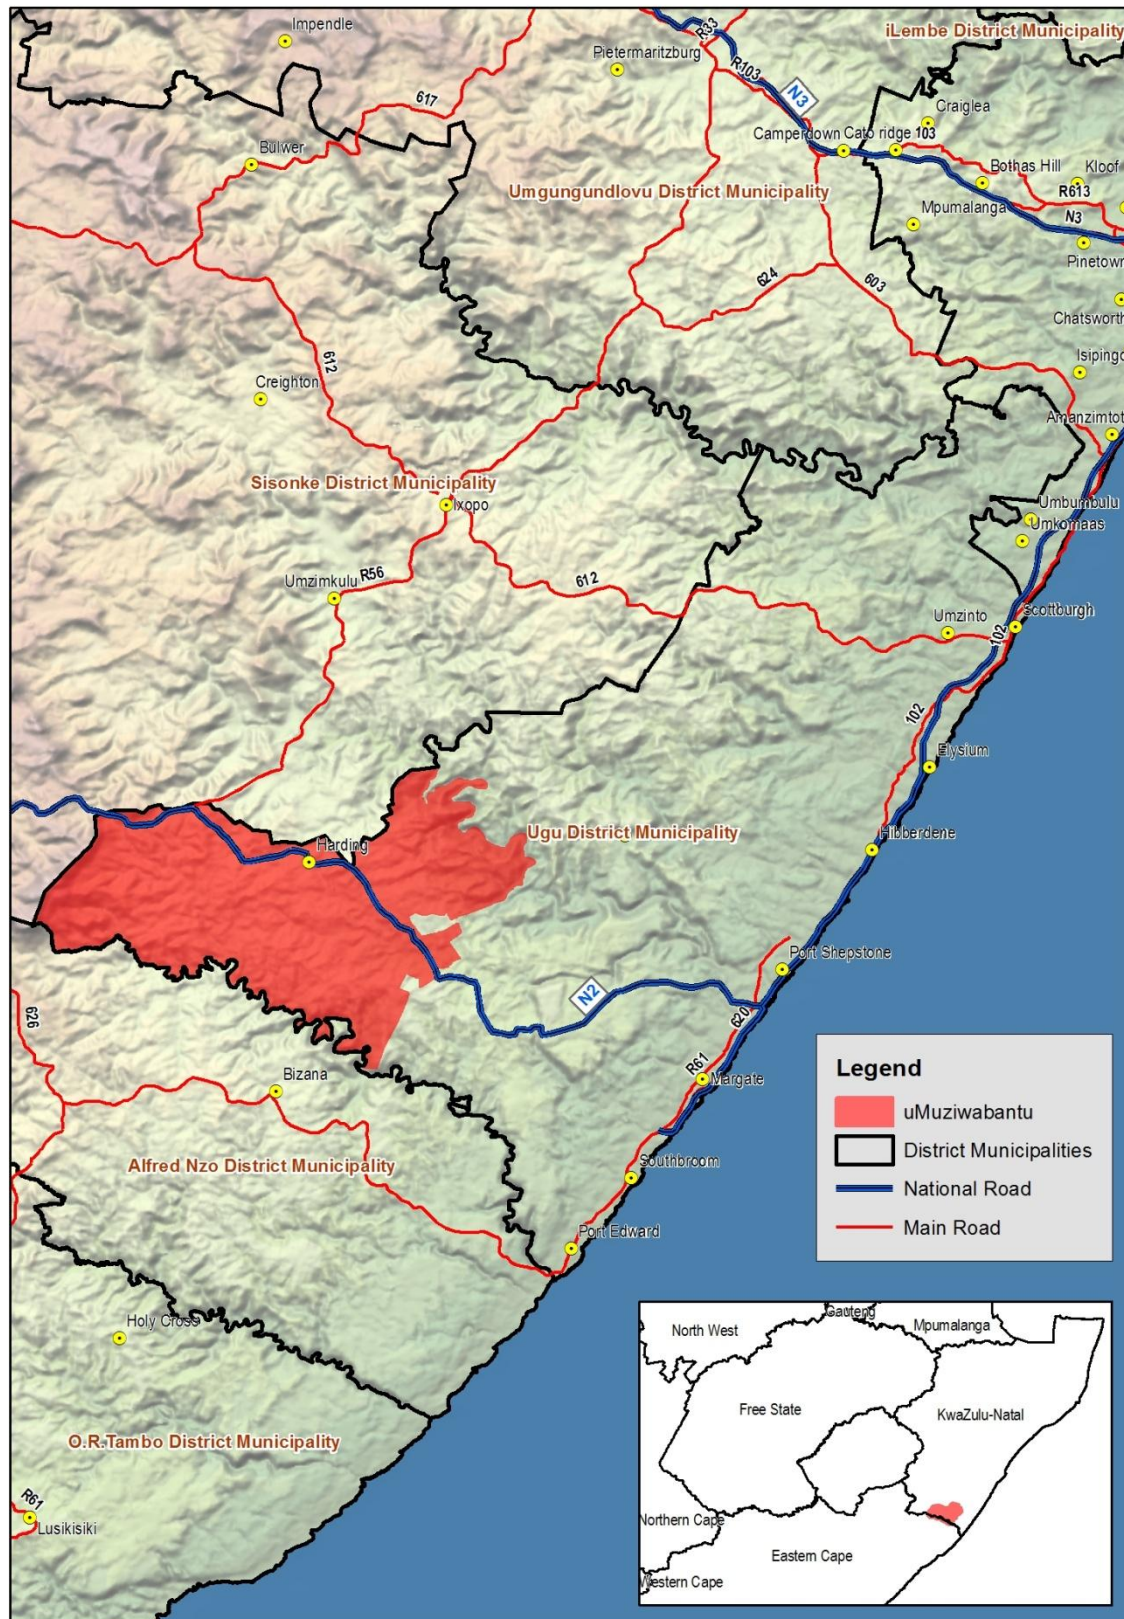 Impendle
R33
iLembe District Municipality
Pietermaritzburg
R103
N3
617
Craiglea
Camperdown
Cato ridge
103
Bulwer
Bothas Hill
Kloof
R613
Umgungundlovu District Municipality
Mpumalanga
N3
Pinetown
624
603
Chatsworth
612
Isipingo
Creighton
Amanzimtot
Sisonke District Municipality
Ixopo
Umbumbulu
Umkomaas
R56
612
Umzimkulu
Umzinto
Scottburgh
102
102
Elysium
Ugu District Municipality
Harding
Hibberdene
Port Shepstone
N2
626
620
R61
Margate
Bizana
Alfred Nzo District Municipality
Southbroom
Port Edward
Holy Cross
O.R.Tambo District Municipality
R61
Lusikisiki
Legend
uMuziwabantu
District Municipalities
National Road
Main Road
Gauteng
North West
Mpumalanga
Free State
KwaZulu-Natal
Northern Cape
Eastern Cape
Western Cape